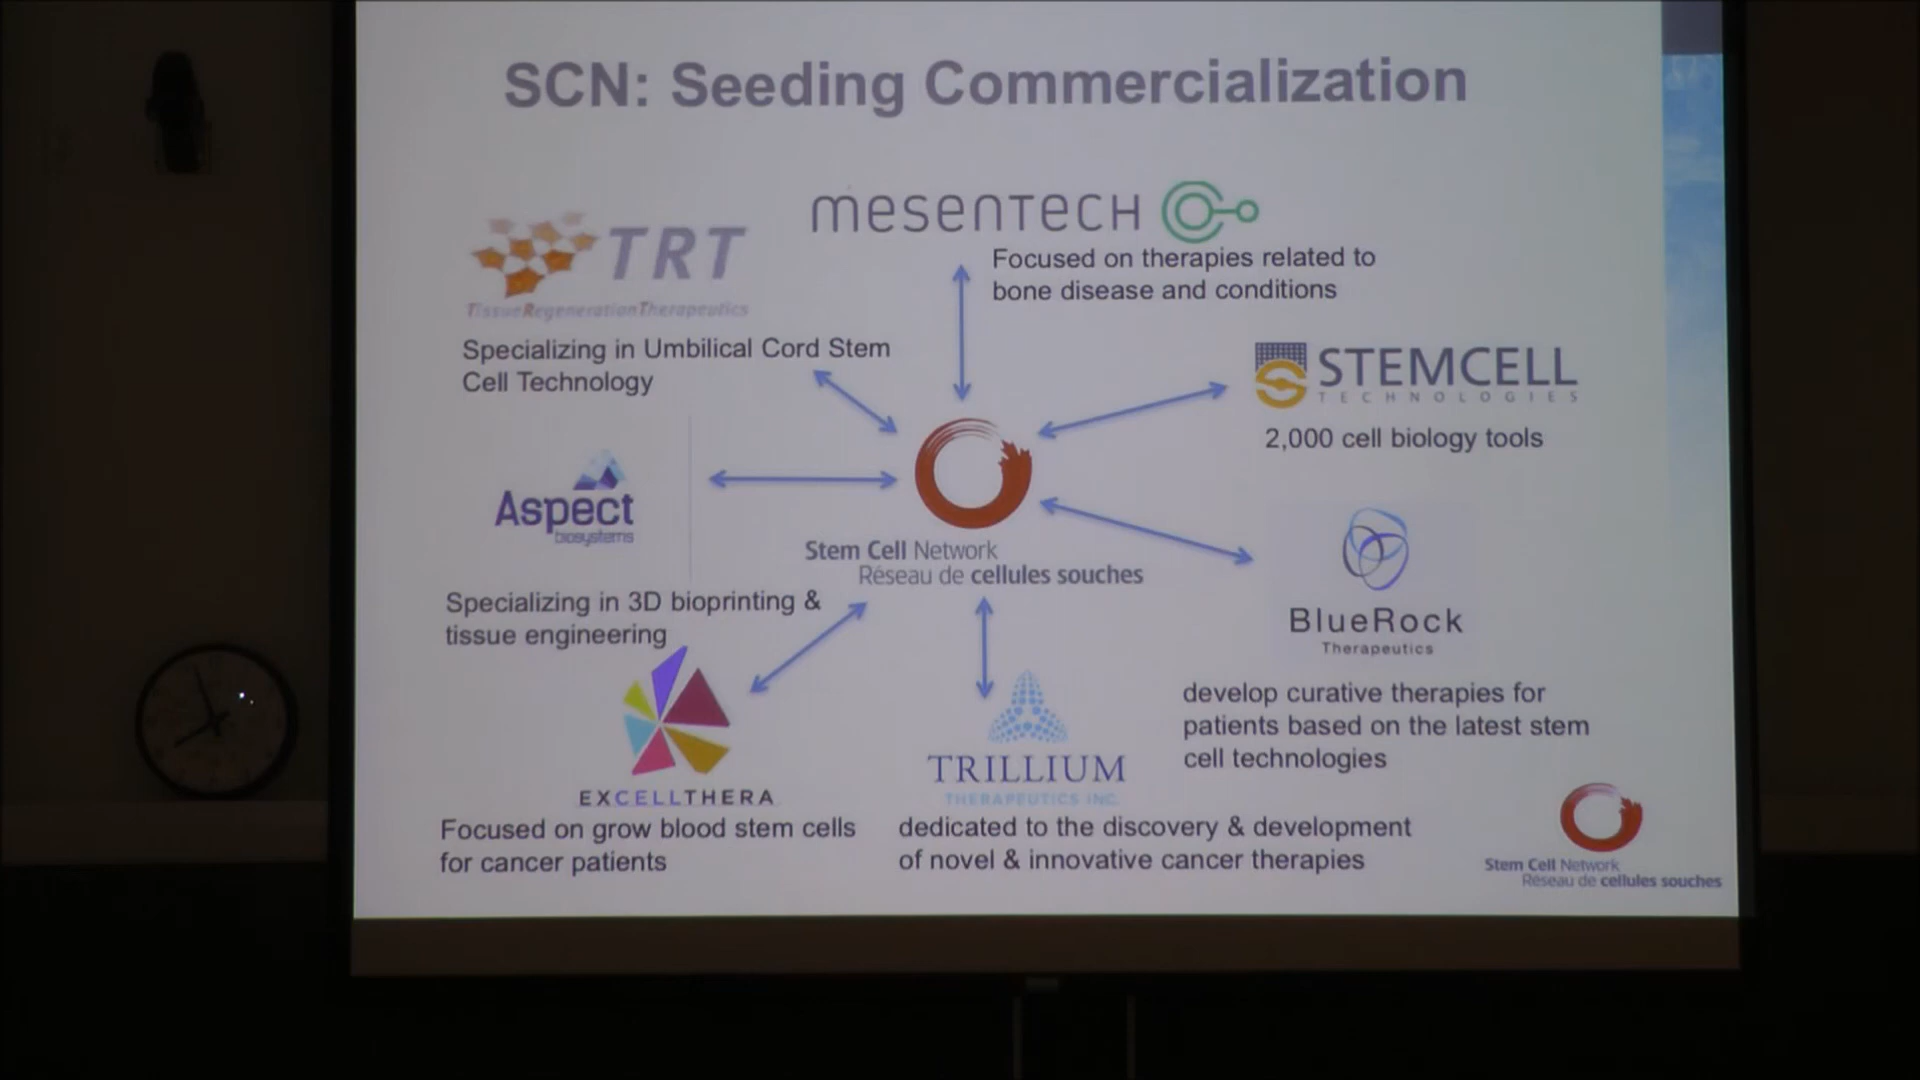 SCN: Seeding Commercialization
mesenTECH
Focused on therapies related to
bone disease and conditions
TRT
TissueRegenerationTherapeutics
Specializing in Umbilical Cord Stem
Cell Technology
STEMCELL
TECHNOLOGIES
2,000 cell biology tools
Aspect
biosystems
Specializing in 3D bioprinting &
tissue engineering
Stem Cell Network
Réseau de cellules souches
BlueRock
Therapeutics
develop curative therapies for
patients based on the latest stem
cell technologies
EXCELLTHERA
Focused on grow blood stem cells
for cancer patients
TRILLIUM
THERAPEUTICS INC.
dedicated to the discovery & development
of novel & innovative cancer therapies
Stem Cell Network
Réseau de cellules souches